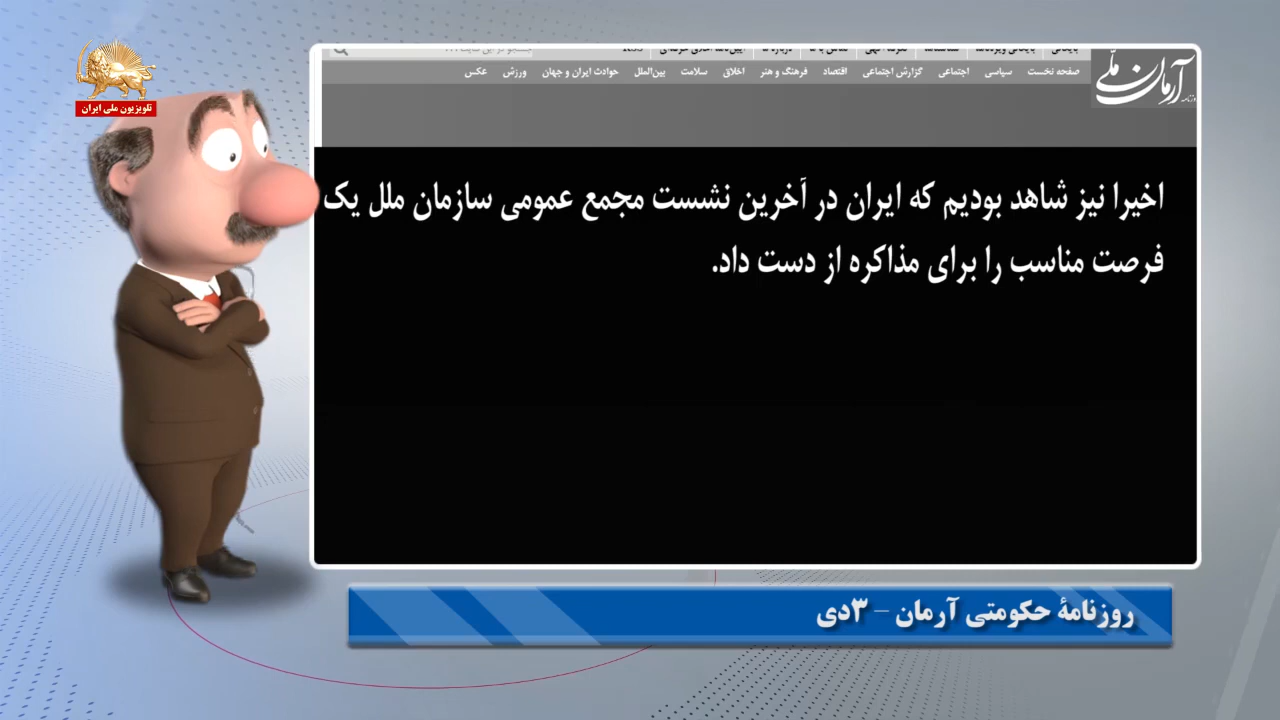 تلویزیون ملی ایران
آرمان ملی
صفحه نخست سیاسی اجتماعی گزارش اجتماعی اقتصاد فرهنگ و هنر اخلاق سلامت بین‌الملل حوادث ایران و جهان ورزش عکس
اخیرا نیز شاهد بودیم که ایران در آخرین نشست مجمع عمومی سازمان ملل یک
فرصت مناسب را برای مذاکره از دست داد.
روزنامهٔ حکومتی آرمان – ۳دی